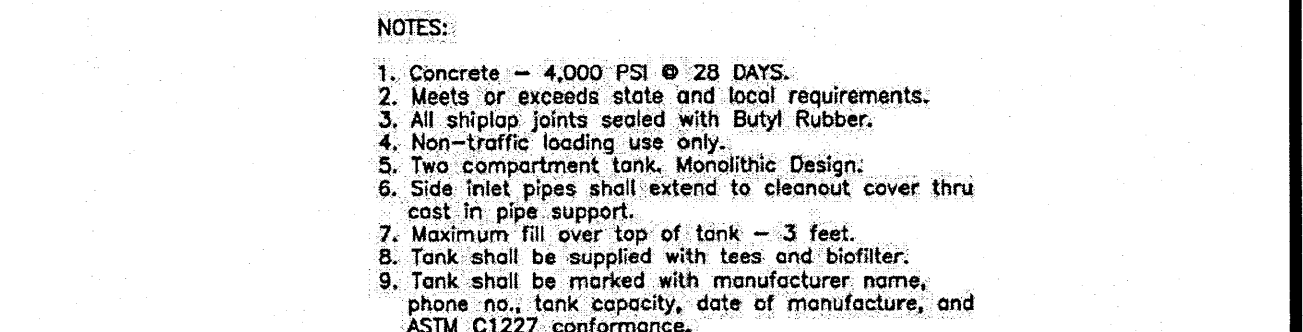 NOTES:
1. Concrete – 4,000 PSI @ 28 DAYS.
2. Meets or exceeds state and local requirements.
3. All shiplap joints sealed with Butyl Rubber.
4. Non-traffic loading use only.
5. Two compartment tank. Monolithic Design.
6. Side inlet pipes shall extend to cleanout cover thru
cast in pipe support.
7. Maximum fill over top of tank – 3 feet.
8. Tank shall be supplied with tees and biofilter.
9. Tank shall be marked with manufacturer name,
phone no., tank capacity, date of manufacture, and
ASTM C1227 conformance.